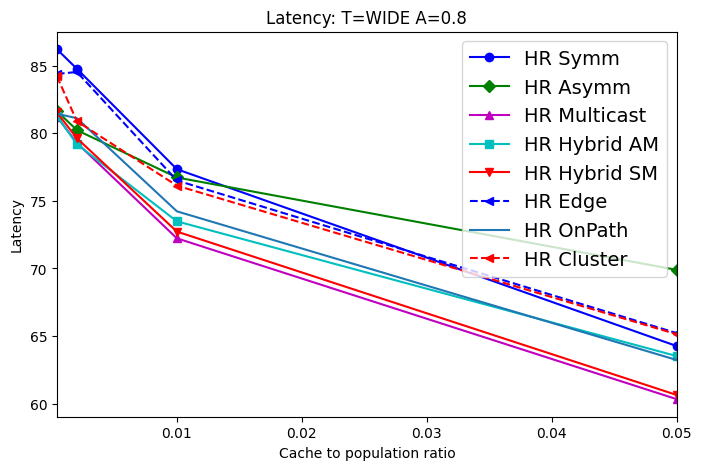 Latency: T=WIDE A=0.8
85
80
75
70
65
60
Latency
HR Symm
HR Asymm
HR Multicast
HR Hybrid AM
HR Hybrid SM
HR Edge
HR OnPath
HR Cluster
0.01 0.02 0.03 0.04 0.05
Cache to population ratio